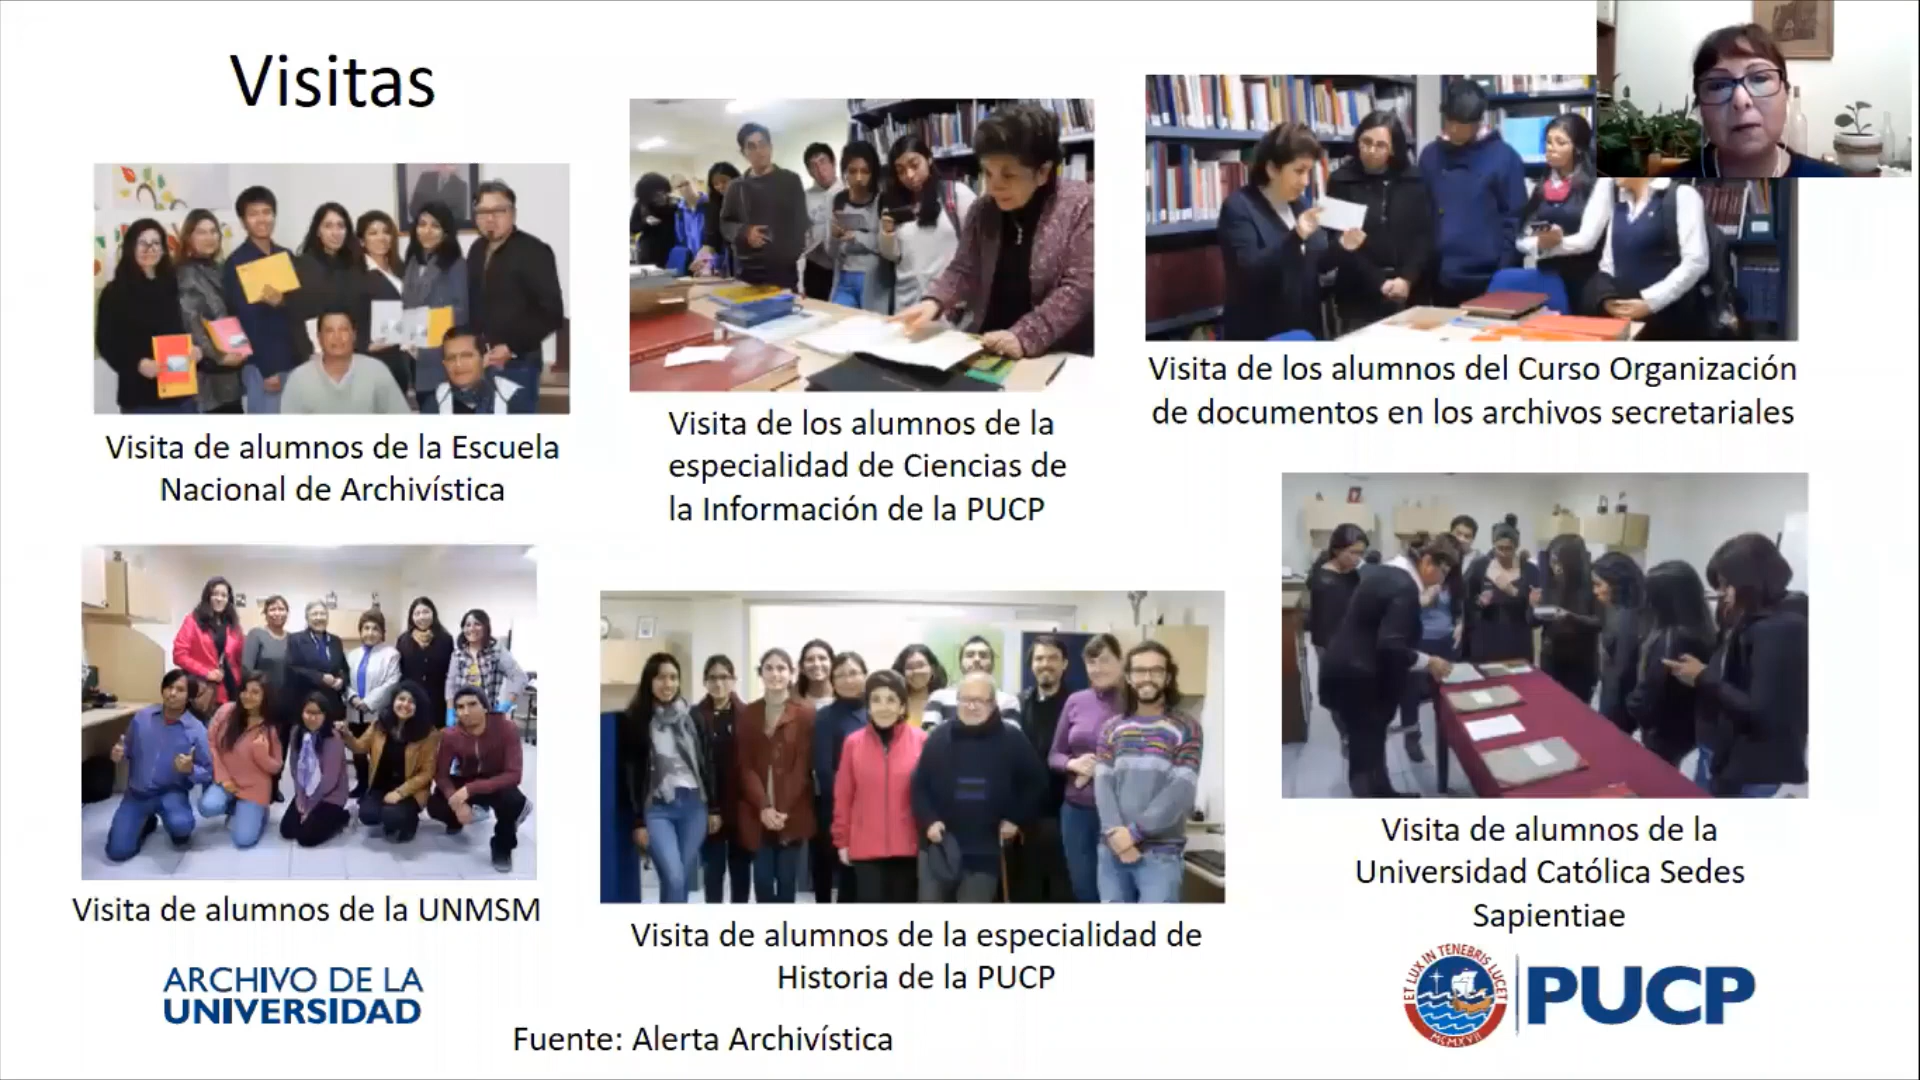 Visitas
Visita de alumnos de la Escuela
Nacional de Archivística
Visita de los alumnos de la
especialidad de Ciencias de
la Información de la PUCP
Visita de los alumnos del Curso Organización
de documentos en los archivos secretariales
Visita de alumnos de la UNMSM
Visita de alumnos de la especialidad de
Historia de la PUCP
Visita de alumnos de la
Universidad Católica Sedes
Sapientiae
ARCHIVO DE LA
UNIVERSIDAD
Fuente: Alerta Archivística
ET LUX IN TENEBRIS LUCET
MCMXVII
PUCP